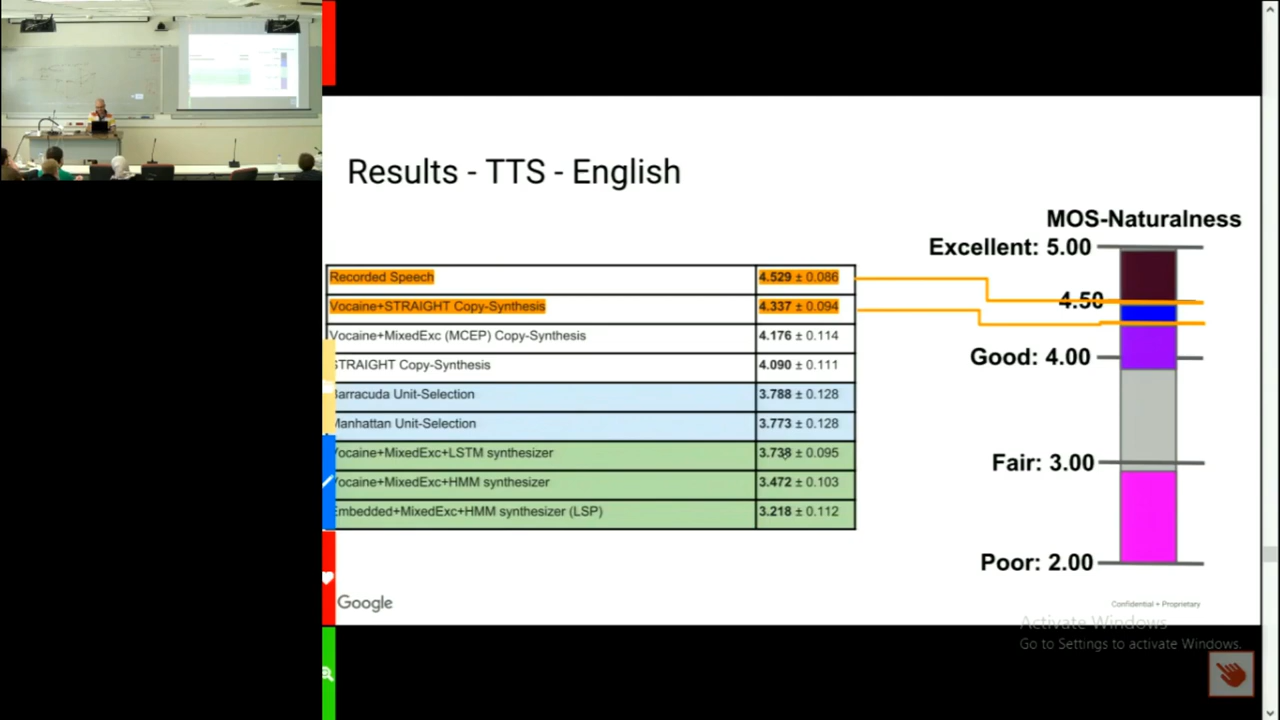 Results - TTS - English
MOS-Naturalness
Excellent: 5.00
4.50
Good: 4.00
Fair: 3.00
Poor: 2.00
Recorded Speech 4.529 ± 0.086
Vocaine+STRAIGHT Copy-Synthesis 4.337 ± 0.094
Vocaine+MixedExc (MCEP) Copy-Synthesis 4.176 ± 0.114
STRAIGHT Copy-Synthesis 4.090 ± 0.111
Barracuda Unit-Selection 3.788 ± 0.128
Manhattan Unit-Selection 3.773 ± 0.128
Vocaine+MixedExc+LSTM synthesizer 3.738 ± 0.095
Vocaine+MixedExc+HMM synthesizer 3.472 ± 0.103
Embedded+MixedExc+HMM synthesizer (LSP) 3.218 ± 0.112
Google
Confidential + Proprietary
Activate Windows
Go to Settings to activate Windows.